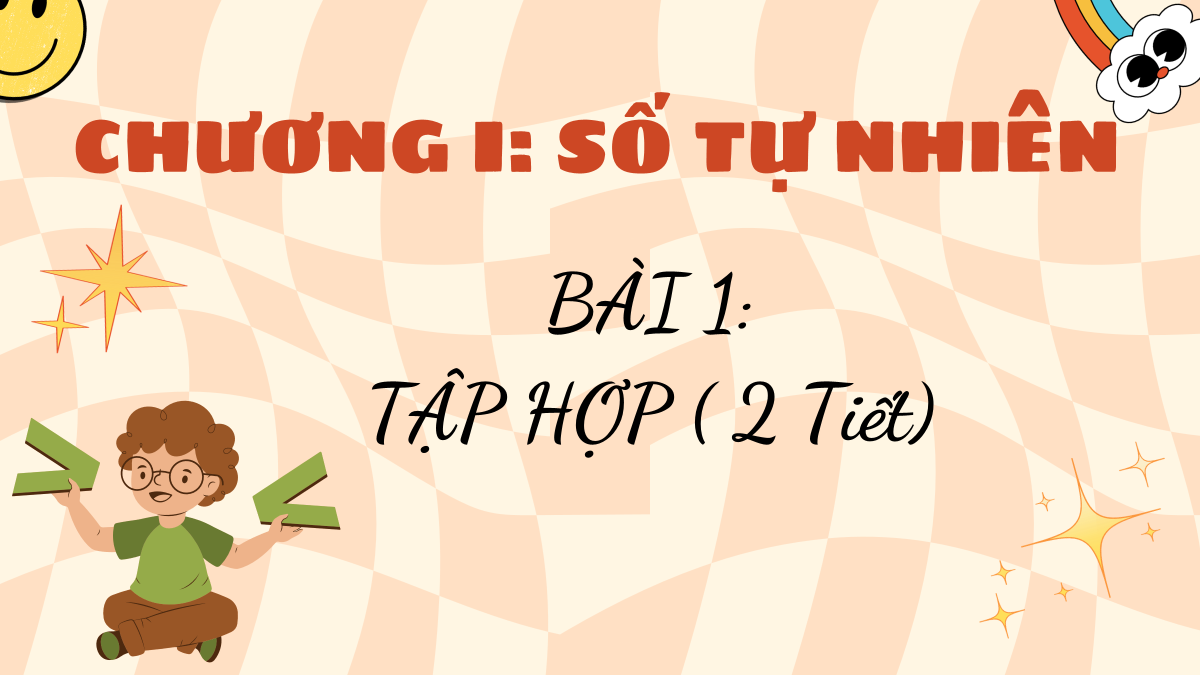 CHƯƠNG I: SỐ TỰ NHIÊN
BÀI 1:
TẬP HỢP ( 2 Tiết)